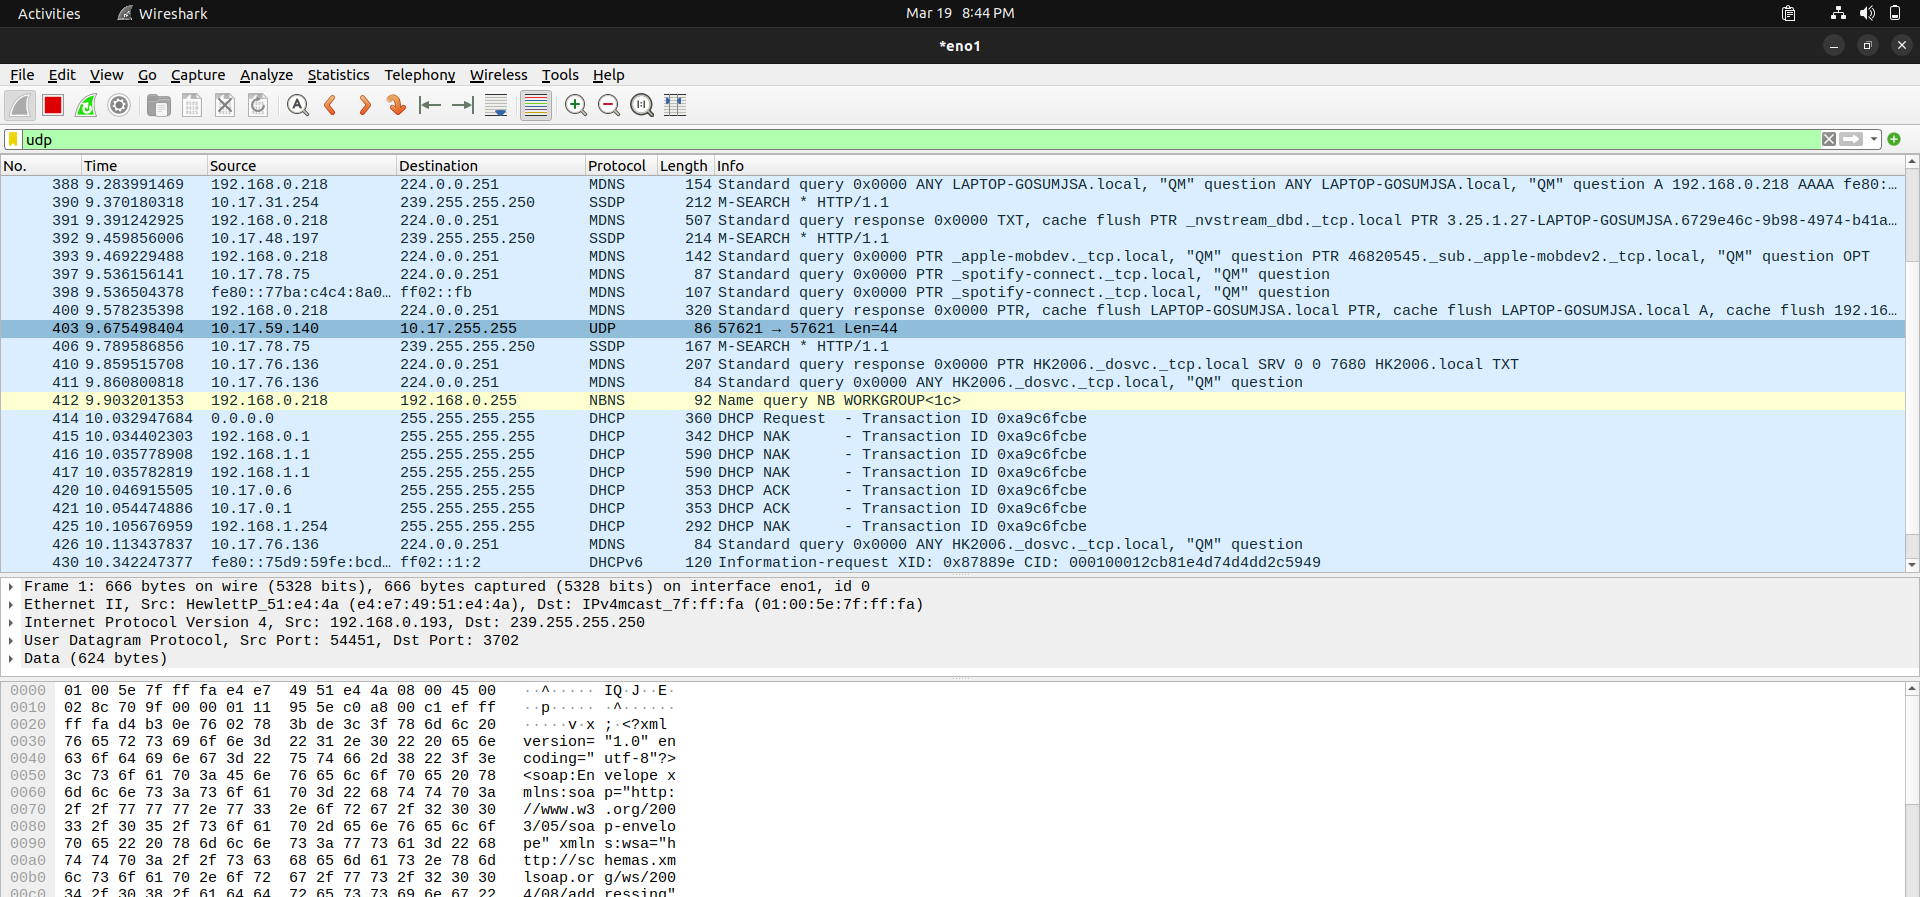 Activities Wireshark Mar 19 8:44 PM
*eno1
File Edit View Go Capture Analyze Statistics Telephony Wireless Tools Help
udp
No. Time Source Destination Protocol Length Info
388 9.283991469 192.168.0.218 224.0.0.251 MDNS 154 Standard query 0x0000 ANY LAPTOP-GOSUMJSA.local, "QM" question ANY LAPTOP-GOSUMJSA.local, "QM" question A 192.168.0.218 AAAA fe80:…
390 9.370180318 10.17.31.254 239.255.255.250 SSDP 212 M-SEARCH * HTTP/1.1
391 9.391242925 192.168.0.218 224.0.0.251 MDNS 507 Standard query response 0x0000 TXT, cache flush PTR _nvstream_dbd._tcp.local PTR 3.25.1.27-LAPTOP-GOSUMJSA.6729e46c-9b98-4974-b41a…
392 9.459856006 10.17.48.197 239.255.255.250 SSDP 214 M-SEARCH * HTTP/1.1
393 9.469229488 192.168.0.218 224.0.0.251 MDNS 142 Standard query 0x0000 PTR _apple-mobdev._tcp.local, "QM" question PTR 46820545._sub._apple-mobdev2._tcp.local, "QM" question OPT
397 9.536156141 10.17.78.75 224.0.0.251 MDNS 87 Standard query 0x0000 PTR _spotify-connect._tcp.local, "QM" question
398 9.536504378 fe80::77ba:c4c4:8a0… ff02::fb MDNS 107 Standard query 0x0000 PTR _spotify-connect._tcp.local, "QM" question
400 9.578235398 192.168.0.218 224.0.0.251 MDNS 320 Standard query response 0x0000 PTR, cache flush LAPTOP-GOSUMJSA.local PTR, cache flush LAPTOP-GOSUMJSA.local A, cache flush 192.16…
403 9.675498404 10.17.59.140 10.17.255.255 UDP 86 57621 → 57621 Len=44
406 9.789586856 10.17.78.75 239.255.255.250 SSDP 167 M-SEARCH * HTTP/1.1
410 9.859515708 10.17.76.136 224.0.0.251 MDNS 207 Standard query response 0x0000 PTR HK2006._dosvc._tcp.local SRV 0 0 7680 HK2006.local TXT
411 9.860800818 10.17.76.136 224.0.0.251 MDNS 84 Standard query 0x0000 ANY HK2006._dosvc._tcp.local, "QM" question
412 9.903201353 192.168.0.218 192.168.0.255 NBNS 92 Name query NB WORKGROUP<1c>
414 10.032947684 0.0.0.0 255.255.255.255 DHCP 360 DHCP Request - Transaction ID 0xa9c6fcbe
415 10.034402303 192.168.0.1 255.255.255.255 DHCP 342 DHCP NAK - Transaction ID 0xa9c6fcbe
416 10.035778908 192.168.1.1 255.255.255.255 DHCP 590 DHCP NAK - Transaction ID 0xa9c6fcbe
417 10.035782819 192.168.1.1 255.255.255.255 DHCP 590 DHCP NAK - Transaction ID 0xa9c6fcbe
420 10.046915505 10.17.0.6 255.255.255.255 DHCP 353 DHCP ACK - Transaction ID 0xa9c6fcbe
421 10.054474886 10.17.0.1 255.255.255.255 DHCP 353 DHCP ACK - Transaction ID 0xa9c6fcbe
425 10.105676959 192.168.1.254 255.255.255.255 DHCP 292 DHCP NAK - Transaction ID 0xa9c6fcbe
426 10.113437837 10.17.76.136 224.0.0.251 MDNS 84 Standard query 0x0000 ANY HK2006._dosvc._tcp.local, "QM" question
430 10.342247377 fe80::75d9:59fe:bcd… ff02::1:2 DHCPv6 120 Information-request XID: 0x87889e CID: 000100012cb81e4d74d4dd2c5949
Frame 1: 666 bytes on wire (5328 bits), 666 bytes captured (5328 bits) on interface eno1, id 0
Ethernet II, Src: HewlettP_51:e4:4a (e4:e7:49:51:e4:4a), Dst: IPv4mcast_7f:ff:fa (01:00:5e:7f:ff:fa)
Internet Protocol Version 4, Src: 192.168.0.193, Dst: 239.255.255.250
User Datagram Protocol, Src Port: 54451, Dst Port: 3702
Data (624 bytes)
0000 01 00 5e 7f ff fa e4 e7 49 51 e4 4a 08 00 45 00 ··^····· IQ·J··E·
0010 02 8c 70 9f 00 00 01 11 95 5e c0 a8 00 c1 ef ff ··p····· ·^······
0020 ff fa d4 b3 0e 76 02 78 3b de 3c 3f 78 6d 6c 20 ·····v·x ;·<?xml
0030 76 65 72 73 69 6f 6e 3d 22 31 2e 30 22 20 65 6e version= "1.0" en
0040 63 6f 64 69 6e 67 3d 22 75 74 66 2d 38 22 3f 3e coding=" utf-8"?>
0050 3c 73 6f 61 70 3a 45 6e 76 65 6c 6f 70 65 20 78 <soap:En velope x
0060 6d 6c 6e 73 3a 73 6f 61 70 3d 22 68 74 74 70 3a mlns:soa p="http:
0070 2f 2f 77 77 77 2e 77 33 2e 6f 72 67 2f 32 30 30 //www.w3 .org/200
0080 33 2f 30 35 2f 73 6f 61 70 2d 65 6e 76 65 6c 6f 3/05/soa p-envelo
0090 70 65 22 20 78 6d 6c 6e 73 3a 77 73 61 3d 22 68 pe" xmln s:wsa="h
00a0 74 74 70 3a 2f 2f 73 63 68 65 6d 61 73 2e 78 6d ttp://sc hemas.xm
00b0 6c 73 6f 61 70 2e 6f 72 67 2f 77 73 2f 32 30 30 lsoap.or g/ws/200
00c0 34 2f 30 38 2f 61 64 64 72 65 73 73 69 6e 67 22 4/08/add ressing"